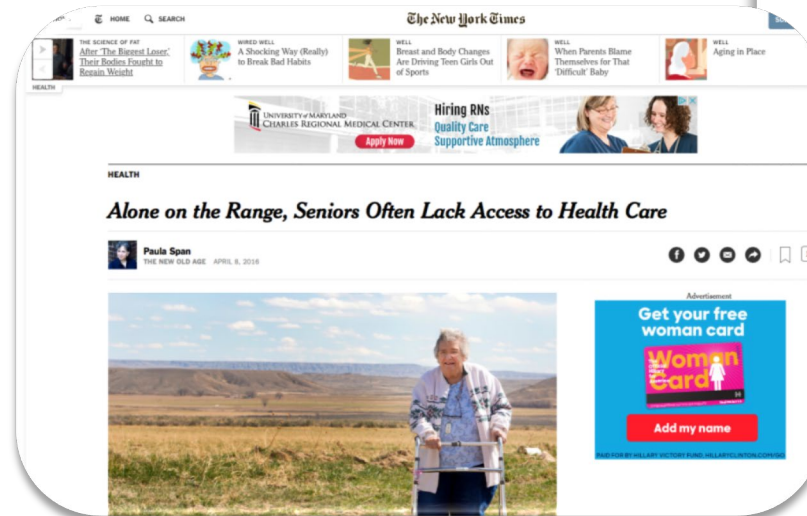 HOME
SEARCH
The New York Times
THE SCIENCE OF FAT
After 'The Biggest Loser,'
Their Bodies Fought to
Regain Weight
WIRED WELL
A Shocking Way (Really)
to Break Bad Habits
WELL
Breast and Body Changes
Are Driving Teen Girls Out
of Sports
WELL
When Parents Blame
Themselves for That
'Difficult' Baby
WELL
Aging in Place
HEALTH
UNIVERSITY of MARYLAND
CHARLES REGIONAL MEDICAL CENTER
Apply Now
Hiring RNs
Quality Care
Supportive Atmosphere
HEALTH
Alone on the Range, Seniors Often Lack Access to Health Care
Paula Span
THE NEW OLD AGE APRIL 8, 2016
Advertisement
Get your free
woman card
Woman
Card
Add my name
PAID FOR BY HILLARY VICTORY FUND, HILLARYCLINTON.COM/GO